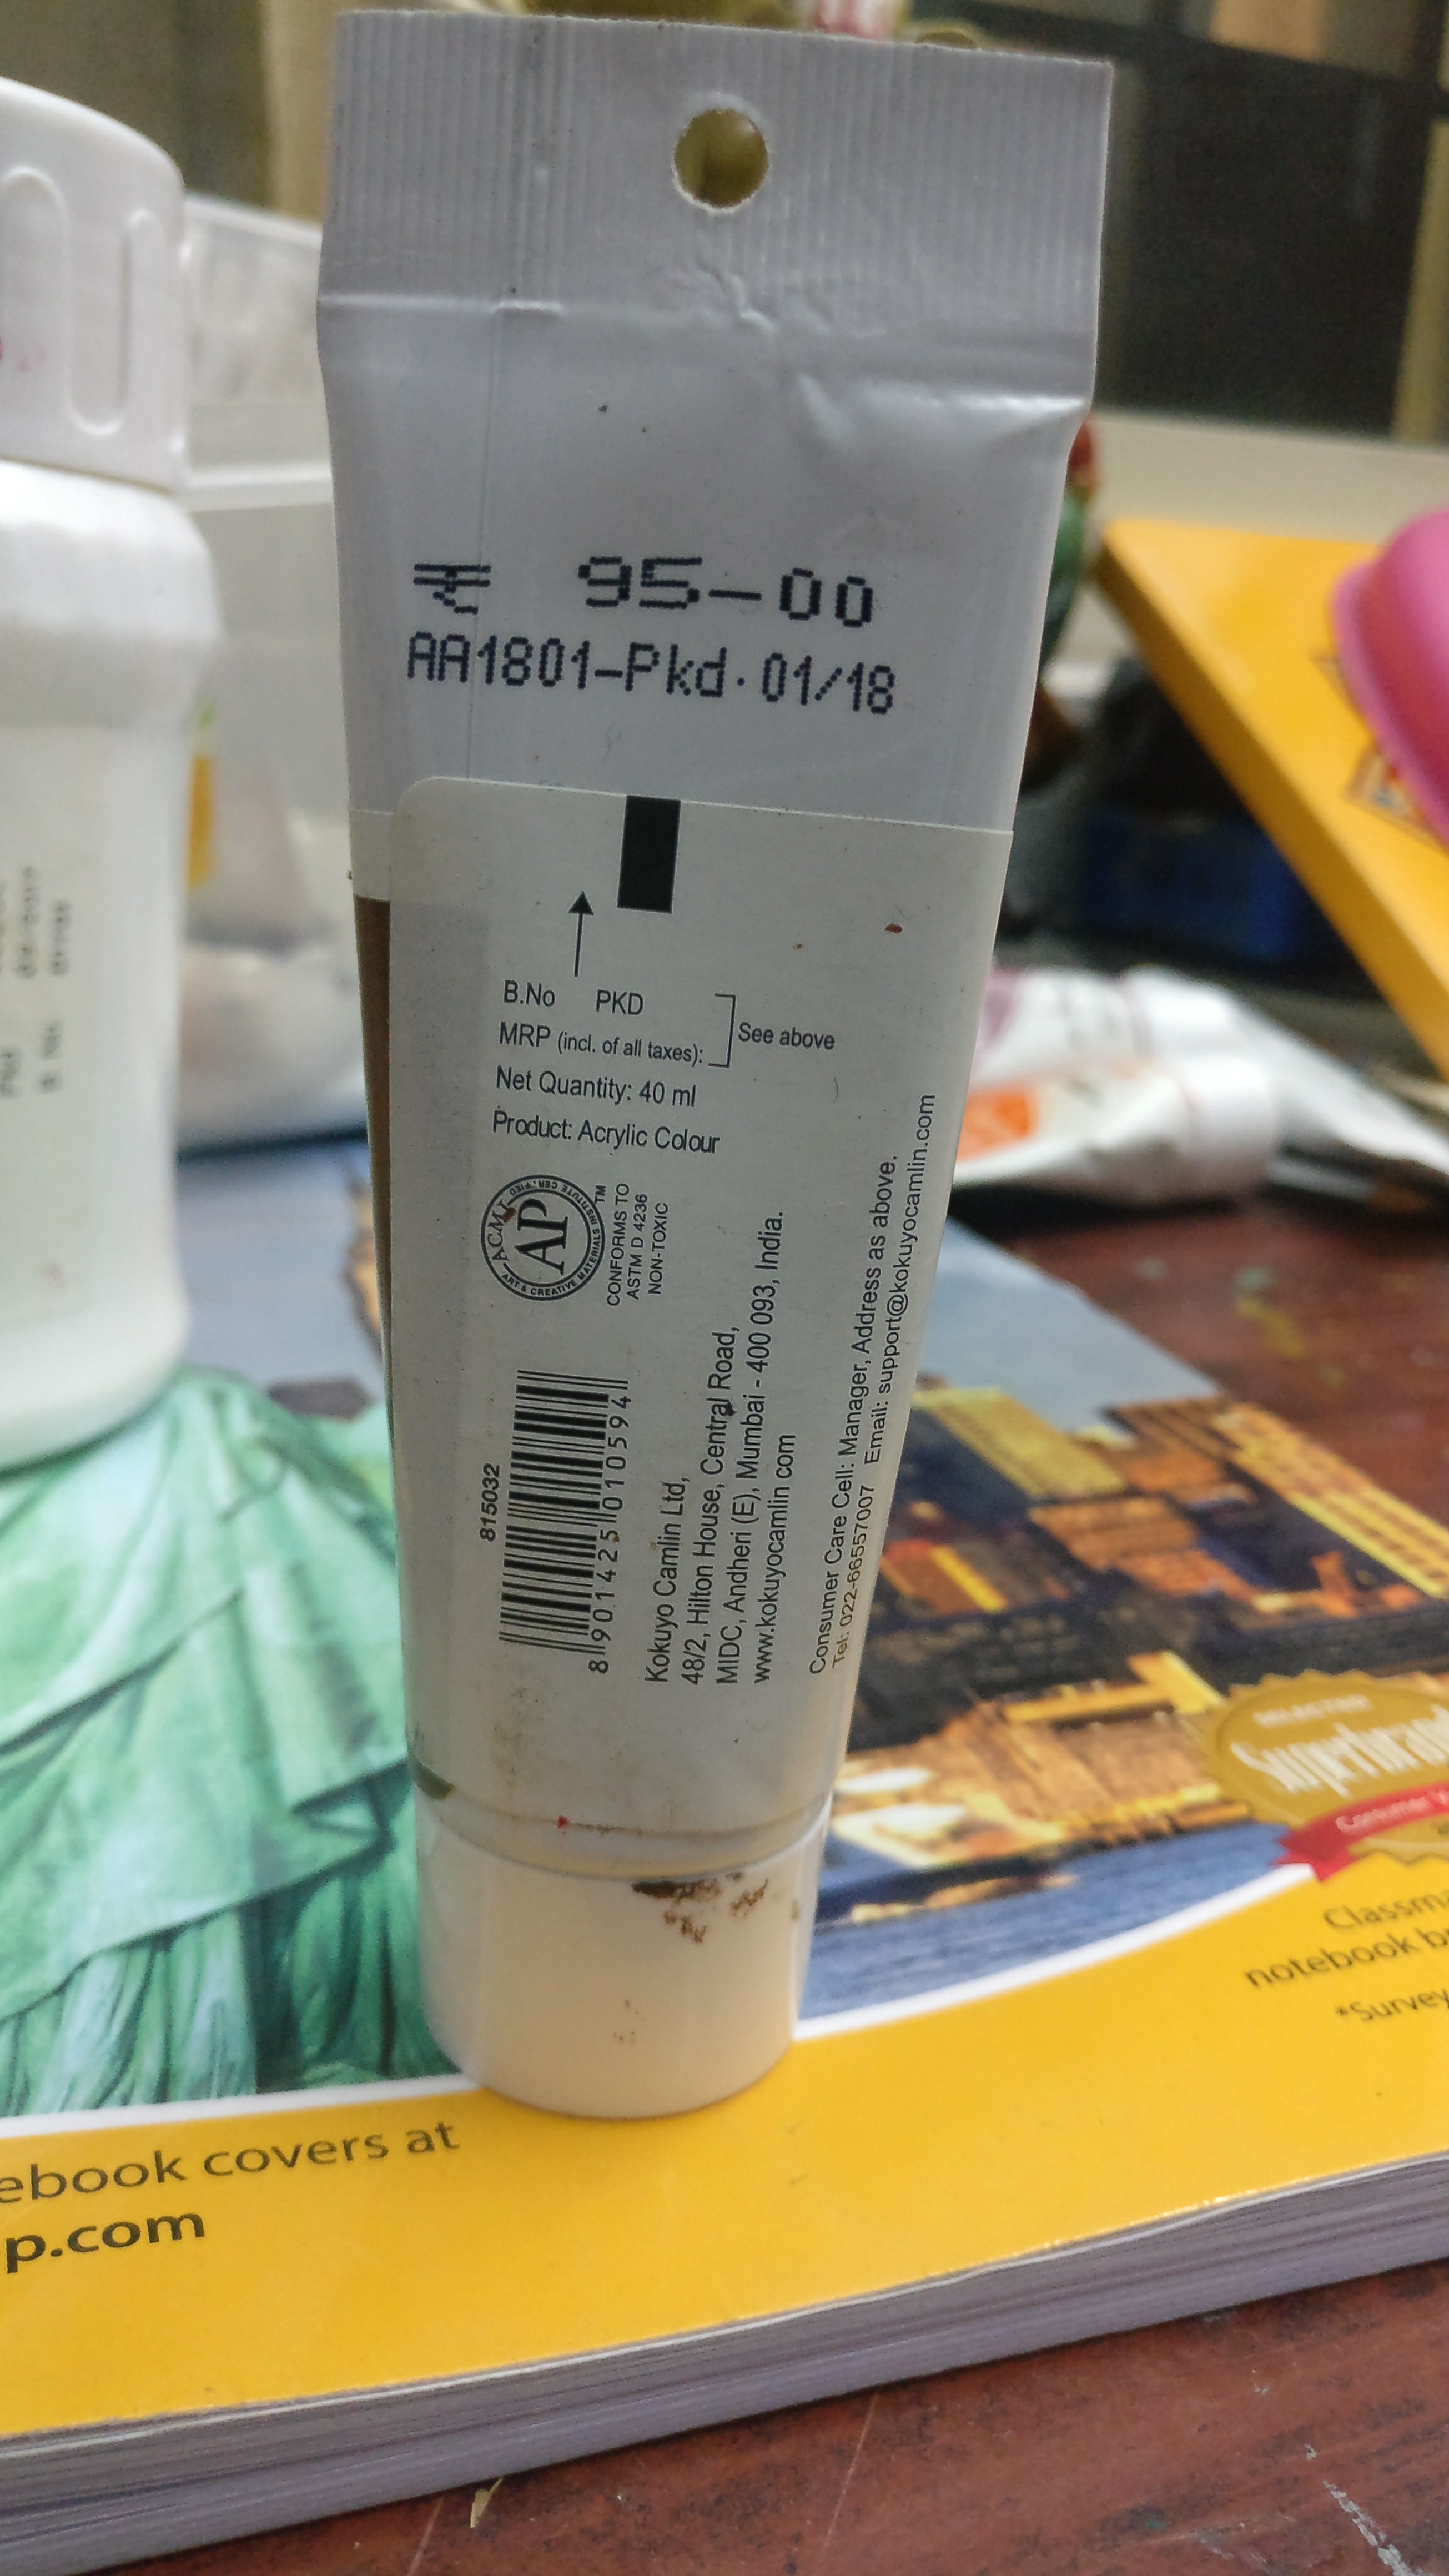 ₹ 95-00
AA1801-Pkd.01/18
B.No PKD
MRP (incl. of all taxes):
See above
Net Quantity: 40 ml
Product: Acrylic Colour
ACMI
ART & CREATIVE MATERIALS INSTITUTE CERTIFIED
AP TM
CONFORMS TO
ASTM D 4236
NON-TOXIC
815032
8 901425 010594
Kokuyo Camlin Ltd,
48/2, Hilton House, Central Road,
MIDC, Andheri (E), Mumbai - 400 093, India.
www.kokuyocamlin com
Consumer Care Cell: Manager, Address as above.
Tel: 022-66557007 Email: support@kokuyocamlin.com
SELECTED
Superbrand
Consumer
Classm
notebook b
*Survey
ebook covers at
p.com